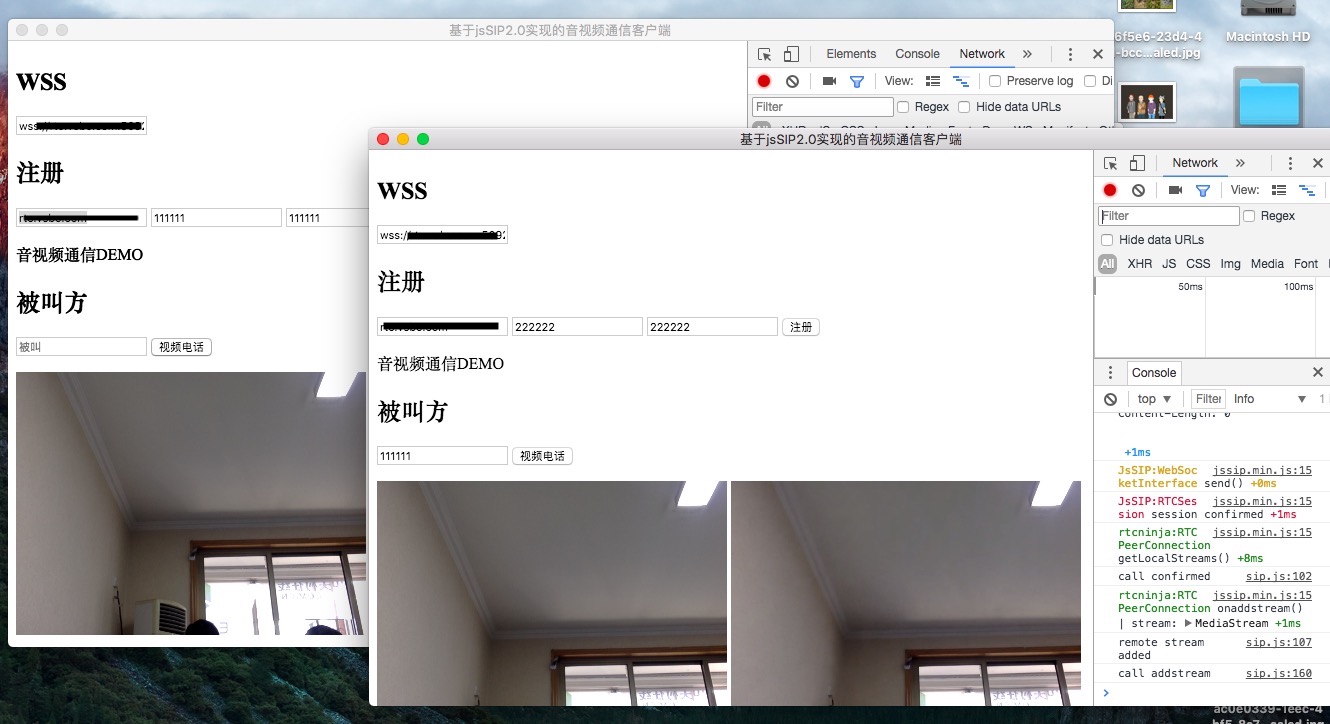 6f5e6-23d4-4
-bcc...aled.jpg
Macintosh HD
基于jsSIP2.0实现的音视频通信客户端
Elements Console Network »
View: Preserve log Di
Filter Regex Hide data URLs
WSS
注册
111111 111111
音视频通信DEMO
被叫方
被叫 视频电话
基于jsSIP2.0实现的音视频通信客户端
WSS
wss://
注册
222222 222222 注册
音视频通信DEMO
被叫方
111111 视频电话
Network »
View:
Filter Regex
Hide data URLs
All XHR JS CSS Img Media Font
50ms 100ms
Console
top ▼ Filter Info ▼ 1
Content-Length: 0
+1ms
JsSIP:WebSoc jssip.min.js:15
ketInterface send() +0ms
JsSIP:RTCSes jssip.min.js:15
sion session confirmed +1ms
rtcninja:RTC jssip.min.js:15
PeerConnection
getLocalStreams() +8ms
call confirmed sip.js:102
rtcninja:RTC jssip.min.js:15
PeerConnection onaddstream()
| stream: ▶MediaStream +1ms
remote stream sip.js:107
added
call addstream sip.js:160
ac0e0339-1eec-4